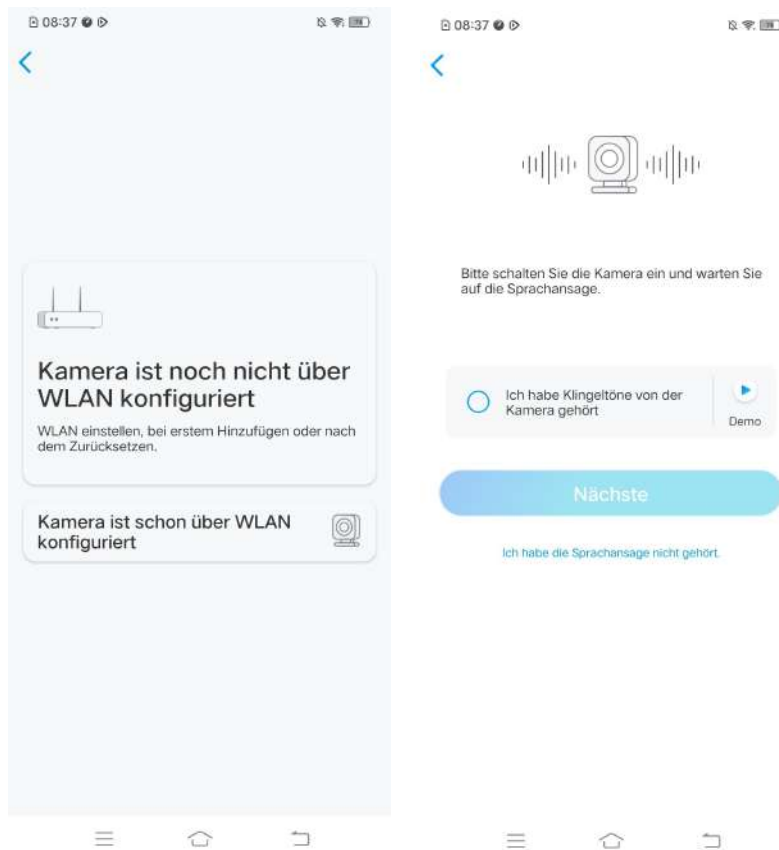 08:37
Kamera ist noch nicht über
WLAN konfiguriert
WLAN einstellen, bei erstem Hinzufügen oder nach
dem Zurücksetzen.
Kamera ist schon über WLAN
konfiguriert
08:37
Bitte schalten Sie die Kamera ein und warten Sie
auf die Sprachansage.
Ich habe Klingeltöne von der
Kamera gehört
Demo
Nächste
Ich habe die Sprachansage nicht gehört.